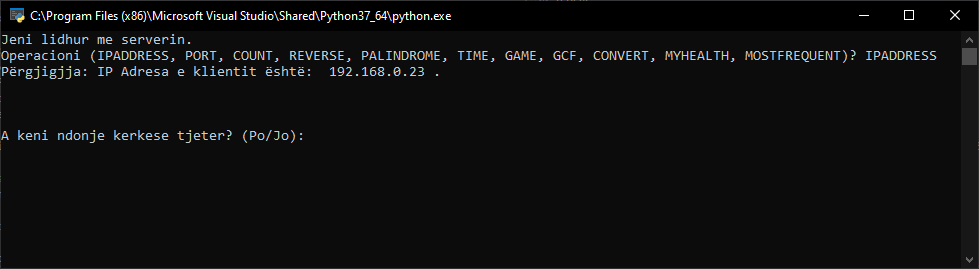 C:\Program Files (x86)\Microsoft Visual Studio\Shared\Python37_64\python.exe
Jeni lidhur me serverin.
Operacioni (IPADDRESS, PORT, COUNT, REVERSE, PALINDROME, TIME, GAME, GCF, CONVERT, MYHEALTH, MOSTFREQUENT)? IPADDRESS
Përgjigjja: IP Adresa e klientit është:  192.168.0.23 .
A keni ndonje kerkese tjeter? (Po/Jo):